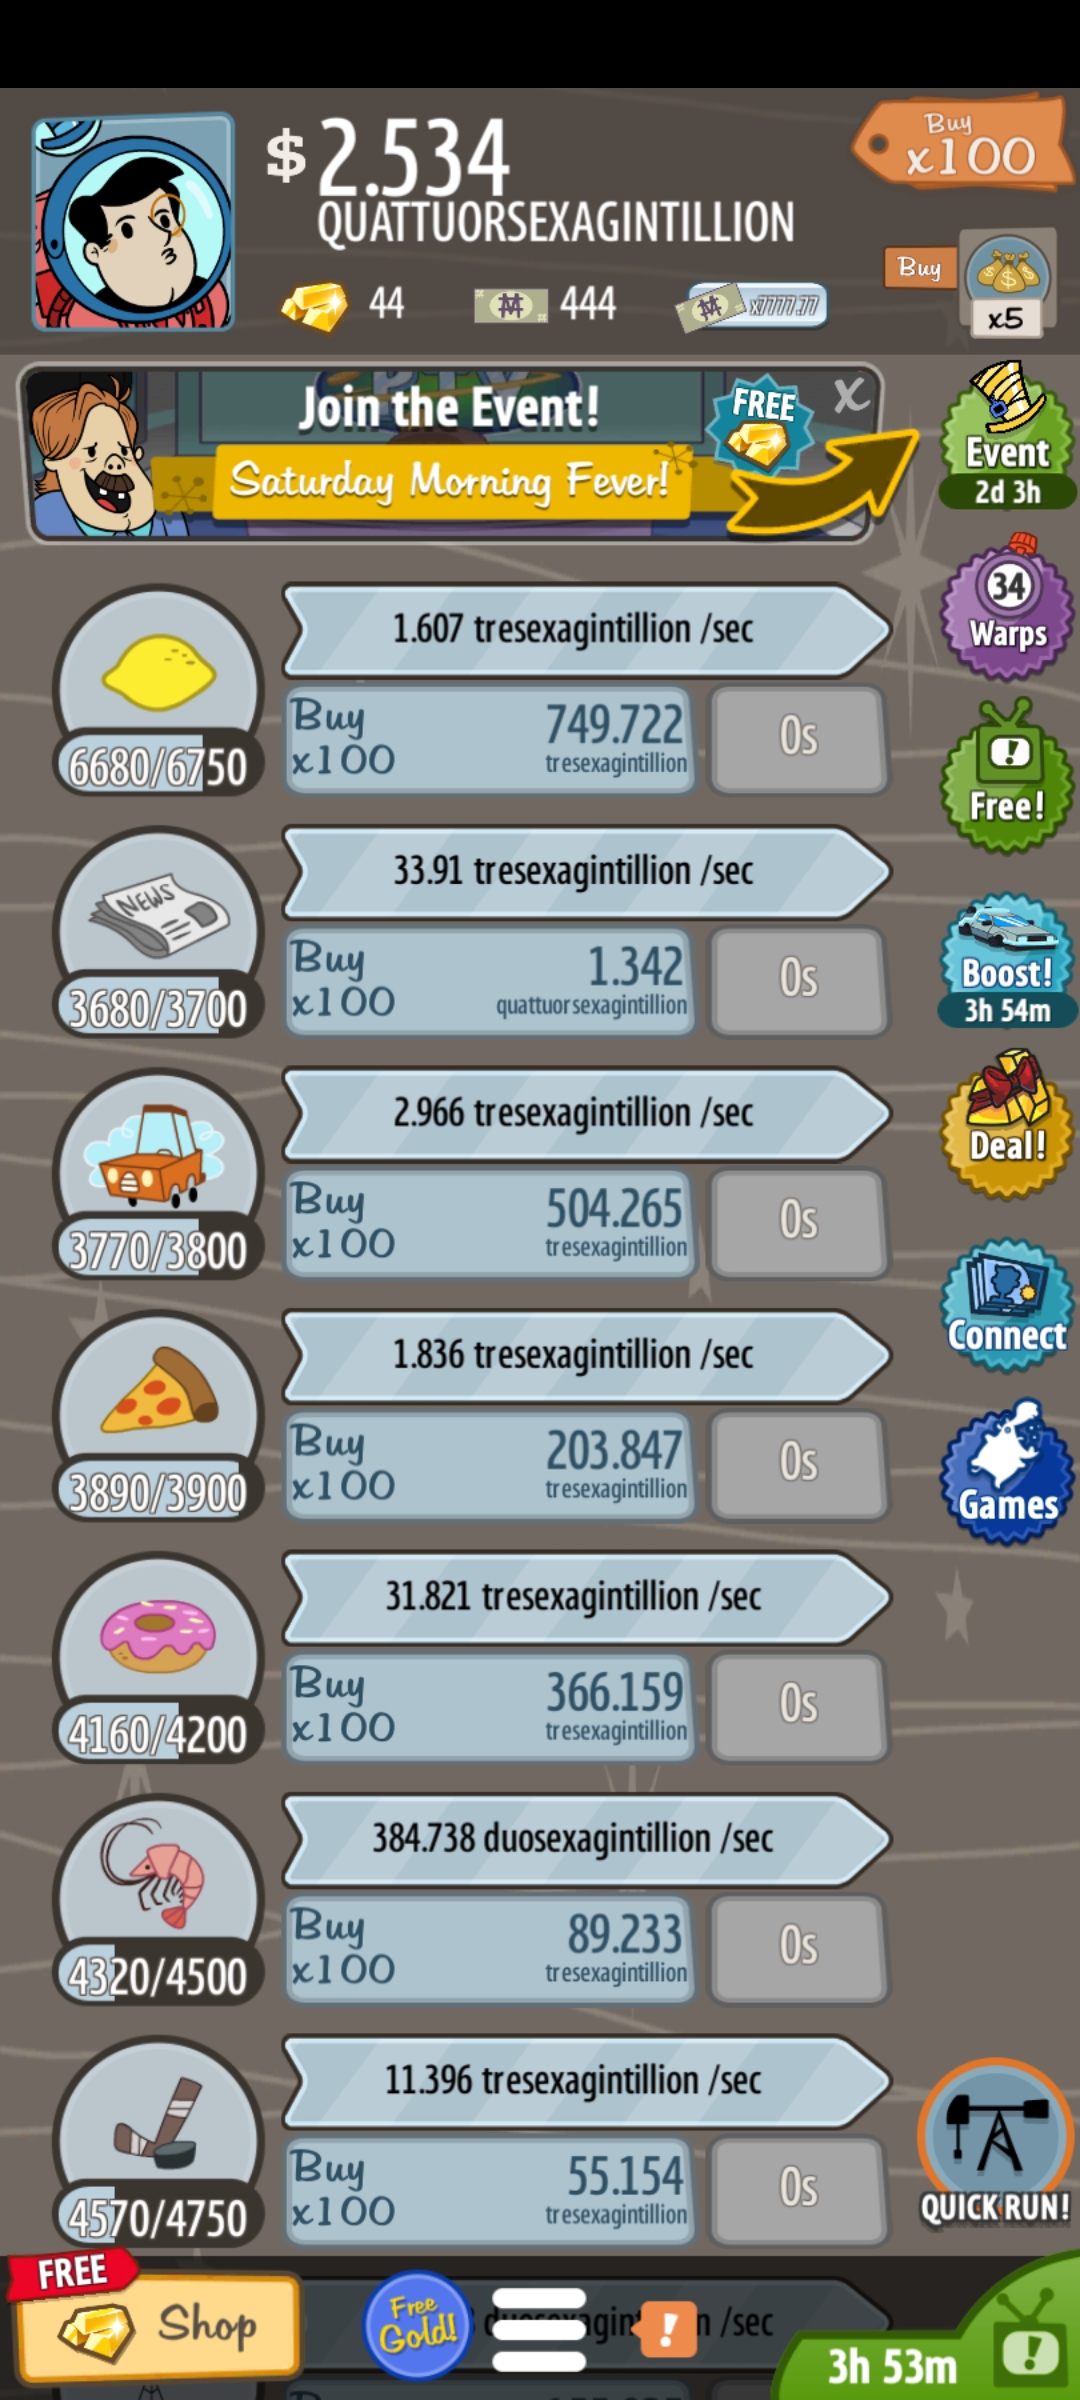 $ 2.534
QUATTUORSEXAGINTILLION
Buy
x100
44
444
x7777.77
Buy
x5
Join the Event!
Saturday Morning Fever!
FREE
X
Event
2d 3h
34
Warps
Free!
Boost!
3h 54m
Deal!
Connect
Games
1.607 tresexagintillion /sec
6680/6750
Buy
x100
749.722
tresexagintillion
0s
NEWS
33.91 tresexagintillion /sec
3680/3700
Buy
x100
1.342
quattuorsexagintillion
0s
2.966 tresexagintillion /sec
3770/3800
Buy
x100
504.265
tresexagintillion
0s
1.836 tresexagintillion /sec
3890/3900
Buy
x100
203.847
tresexagintillion
0s
31.821 tresexagintillion /sec
4160/4200
Buy
x100
366.159
tresexagintillion
0s
384.738 duosexagintillion /sec
4320/4500
Buy
x100
89.233
tresexagintillion
0s
11.396 tresexagintillion /sec
4570/4750
Buy
x100
55.154
tresexagintillion
0s
QUICK RUN!
FREE
Shop
Free
Gold!
/sec
3h 53m
Buy